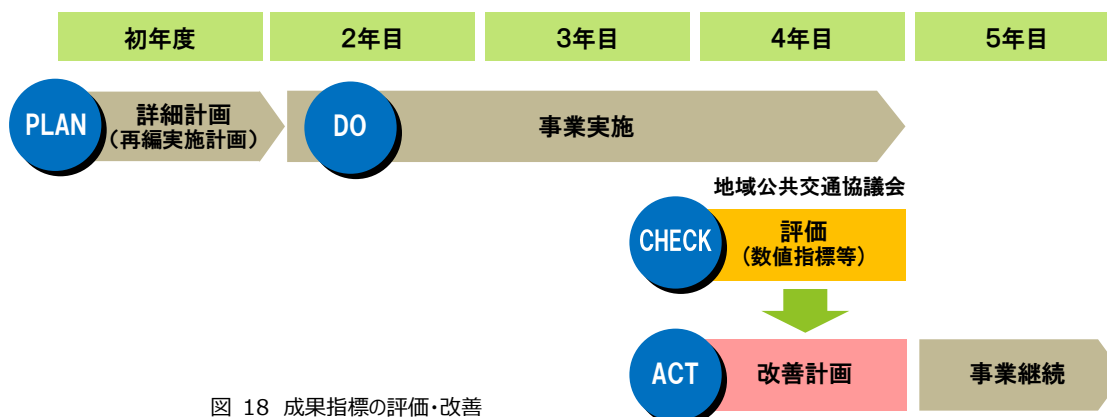 初年度
2年目
3年目
4年目
5年目
PLAN
詳細計画
（再編実施計画）
DO
事業実施
地域公共交通協議会
CHECK
評価
（数値指標等）
ACT
改善計画
事業継続
図 18 成果指標の評価・改善